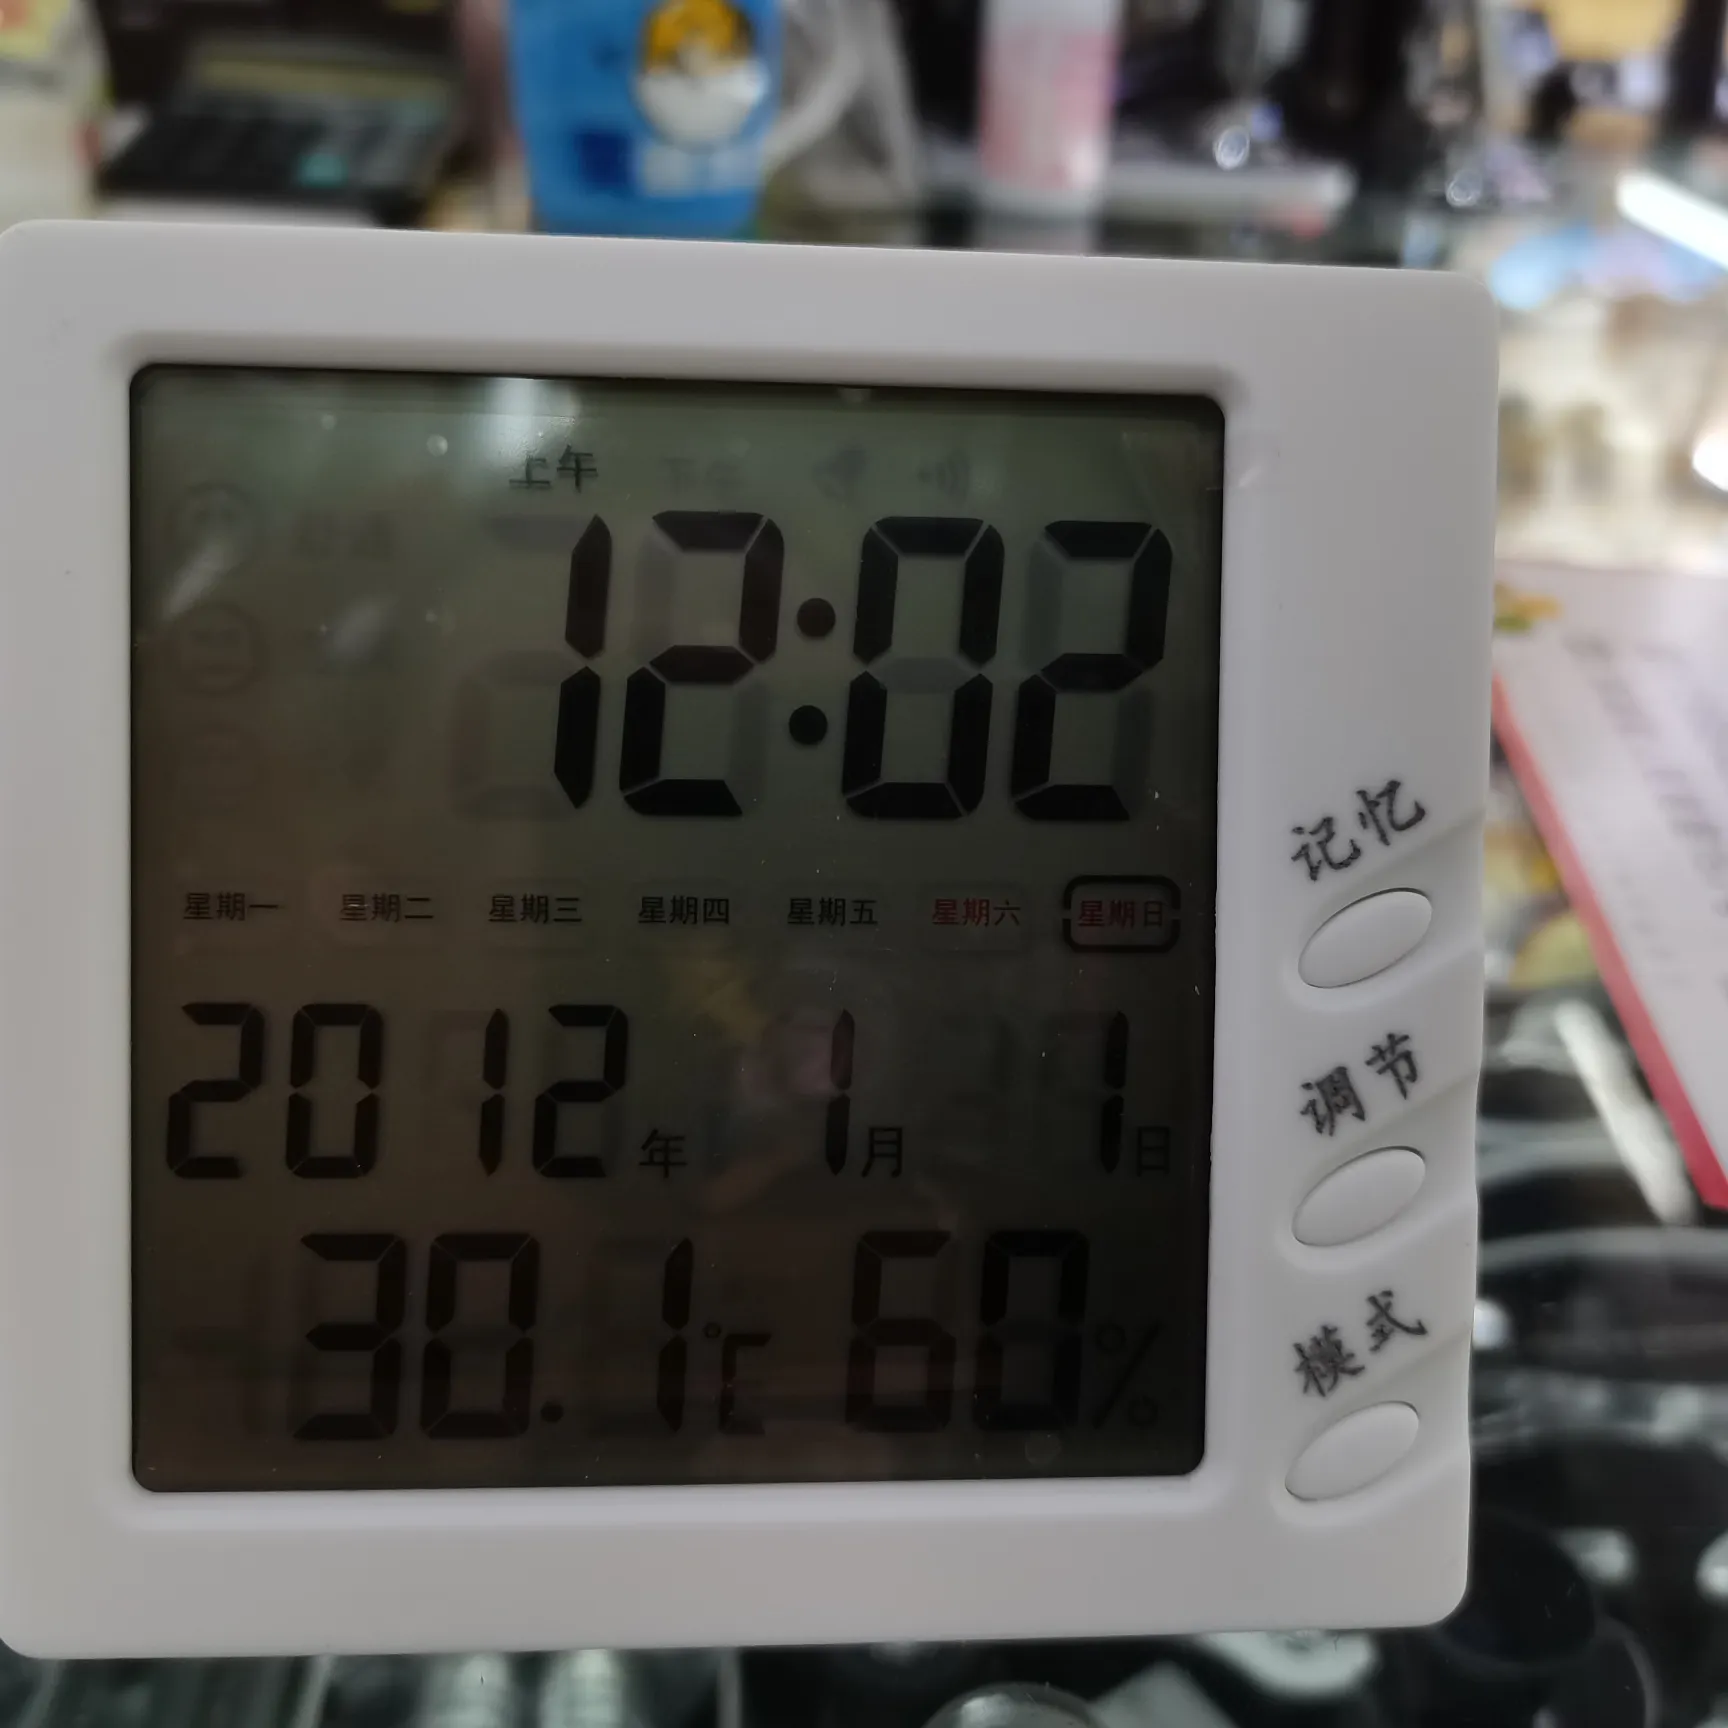 上午
12:02
星期一 星期二 星期三 星期四 星期五 星期六 星期日
2012年 1月 1日
30.1℃ 60%
记忆
调节
模式